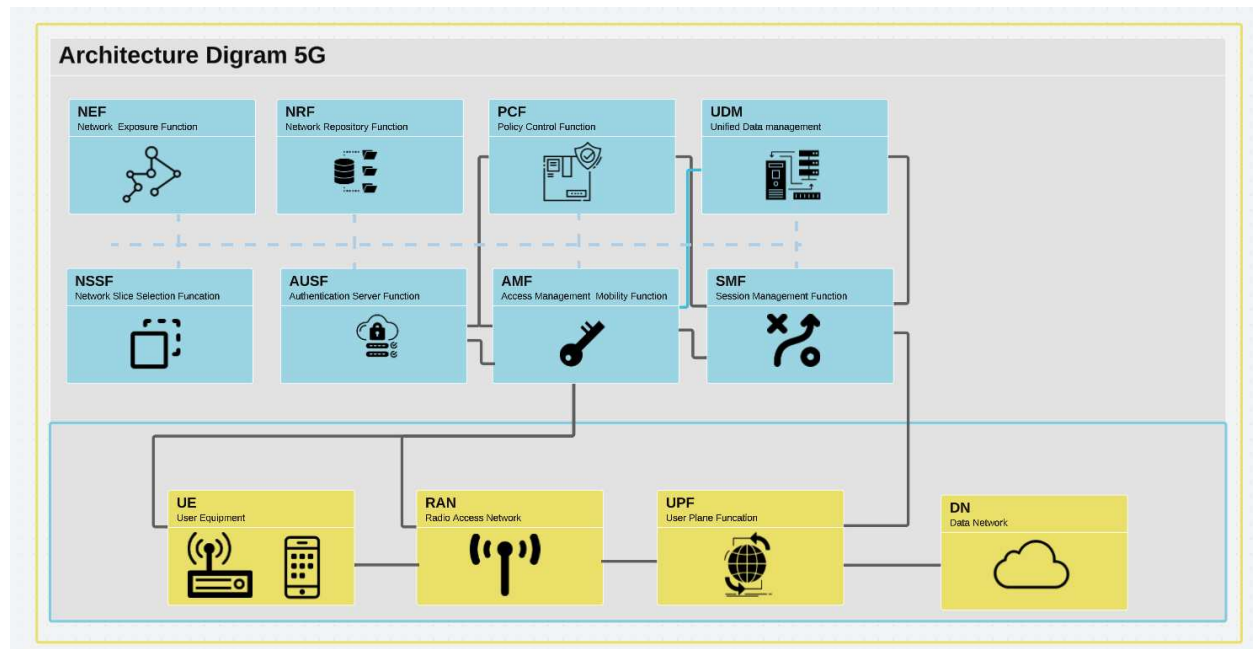 Architecture Digram 5G
NEF
Network Exposure Function
NRF
Network Repository Function
PCF
Policy Control Function
UDM
Unified Data management
NSSF
Network Slice Selection Funcation
AUSF
Authentication Server Function
AMF
Access Management Mobility Function
SMF
Session Management Function
UE
User Equipment
RAN
Radio Access Network
UPF
User Plane Funcation
DN
Data Network